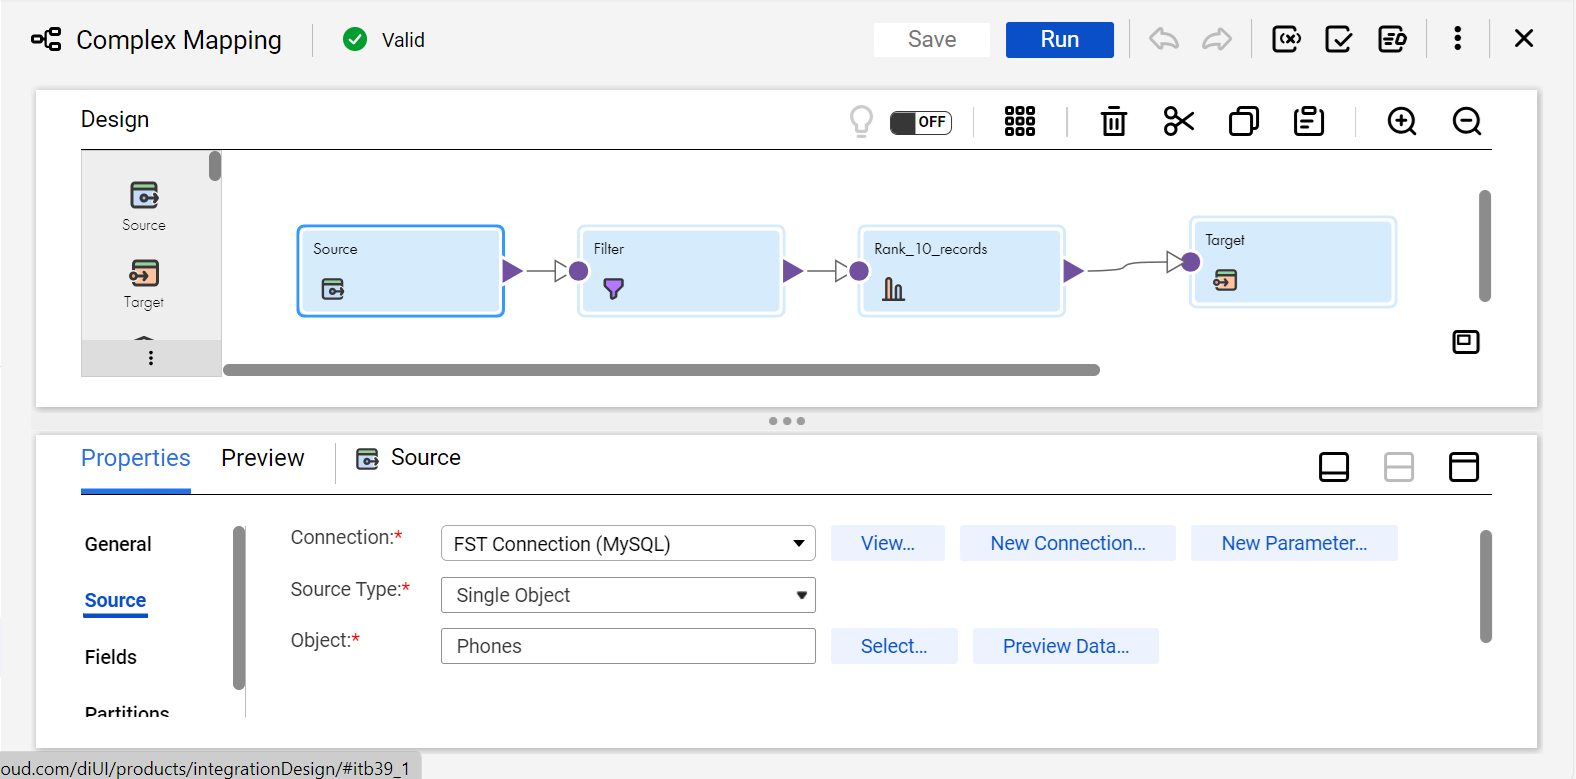 Complex Mapping
Valid
Save
Run
Design
OFF
Source
Target
Source
Filter
Rank_10_records
Target
Properties
Preview
Source
General
Source
Fields
Partitions
Connection:*
FST Connection (MySQL)
View...
New Connection...
New Parameter...
Source Type:*
Single Object
Object:*
Phones
Select...
Preview Data...
oud.com/diUI/products/integrationDesign/#itb39_1